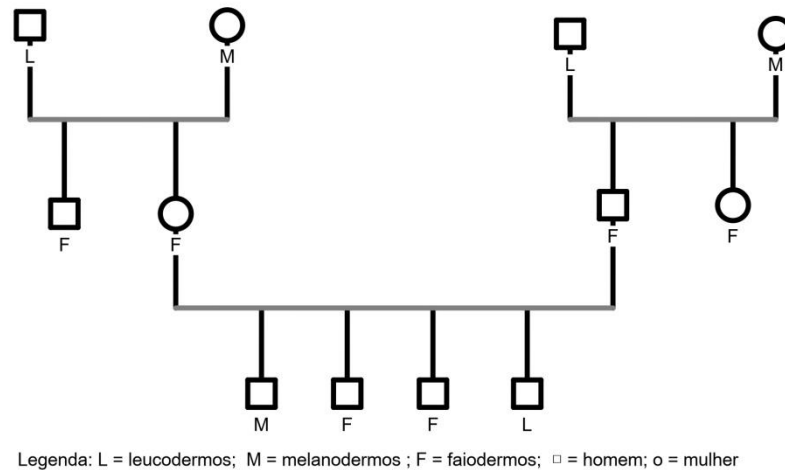 L M L M
F F F F
M F F L
Legenda: L = leucodermos; M = melanodermos ; F = faiodermos; □ = homem; o = mulher